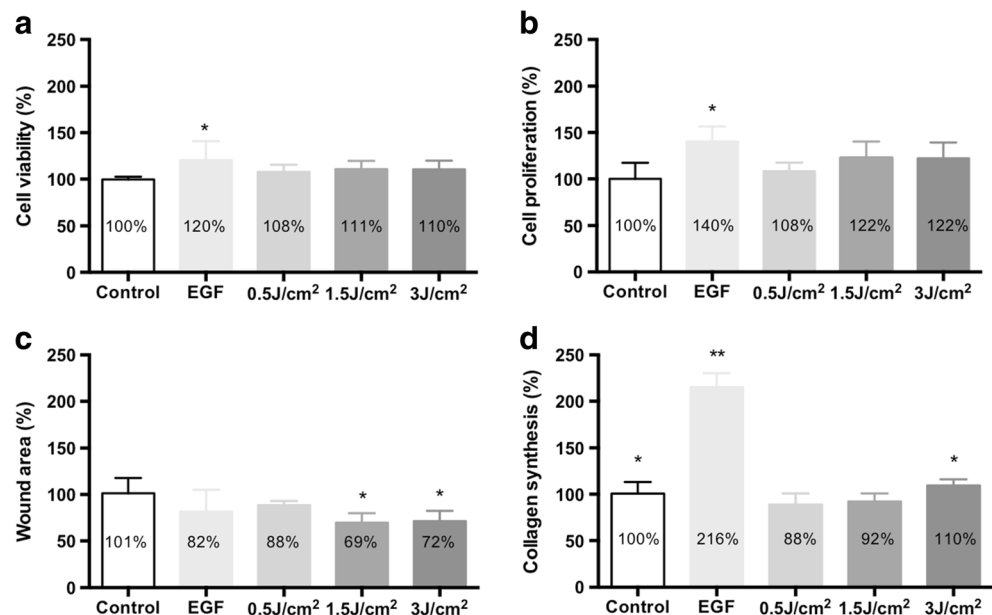 a
250
200
150
100
50
0
Cell viability (%)
*
100% 120% 108% 111% 110%
Control EGF 0.5J/cm² 1.5J/cm² 3J/cm²
b
250
200
150
100
50
0
Cell proliferation (%)
*
100% 140% 108% 122% 122%
Control EGF 0.5J/cm² 1.5J/cm² 3J/cm²
c
250
200
150
100
50
0
Wound area (%)
* *
101% 82% 88% 69% 72%
Control EGF 0.5J/cm² 1.5J/cm² 3J/cm²
d
250
200
150
100
50
0
Collagen synthesis (%)
* ** *
100% 216% 88% 92% 110%
Control EGF 0.5J/cm² 1.5J/cm² 3J/cm²